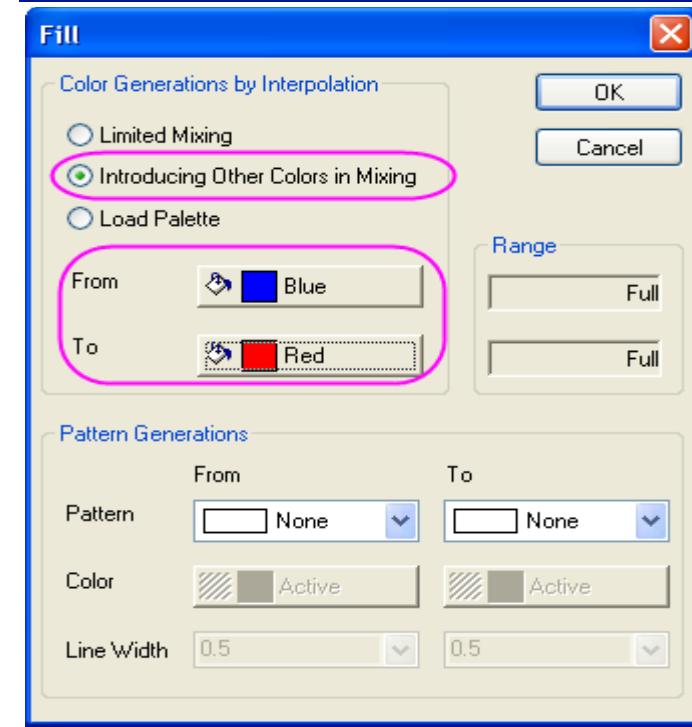 Fill
Color Generations by Interpolation
Limited Mixing
Introducing Other Colors in Mixing
Load Palette
From Blue
To Red
OK
Cancel
Range
Full
Full
Pattern Generations
From To
Pattern None None
Color Active Active
Line Width 0.5 0.5